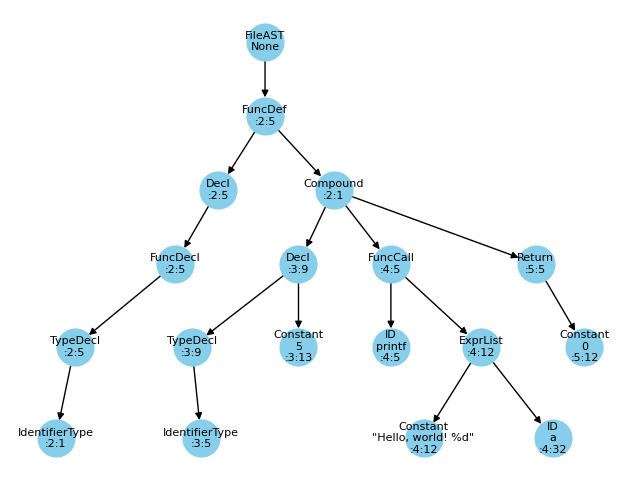 FileAST
None
FuncDef
:2:5
Decl
:2:5
Compound
:2:1
FuncDecl
:2:5
Decl
:3:9
FuncCall
:4:5
Return
:5:5
TypeDecl
:2:5
TypeDecl
:3:9
Constant
5
:3:13
ID
printf
:4:5
ExprList
:4:12
Constant
0
:5:12
IdentifierType
:2:1
IdentifierType
:3:5
Constant
"Hello, world! %d"
:4:12
ID
a
:4:32